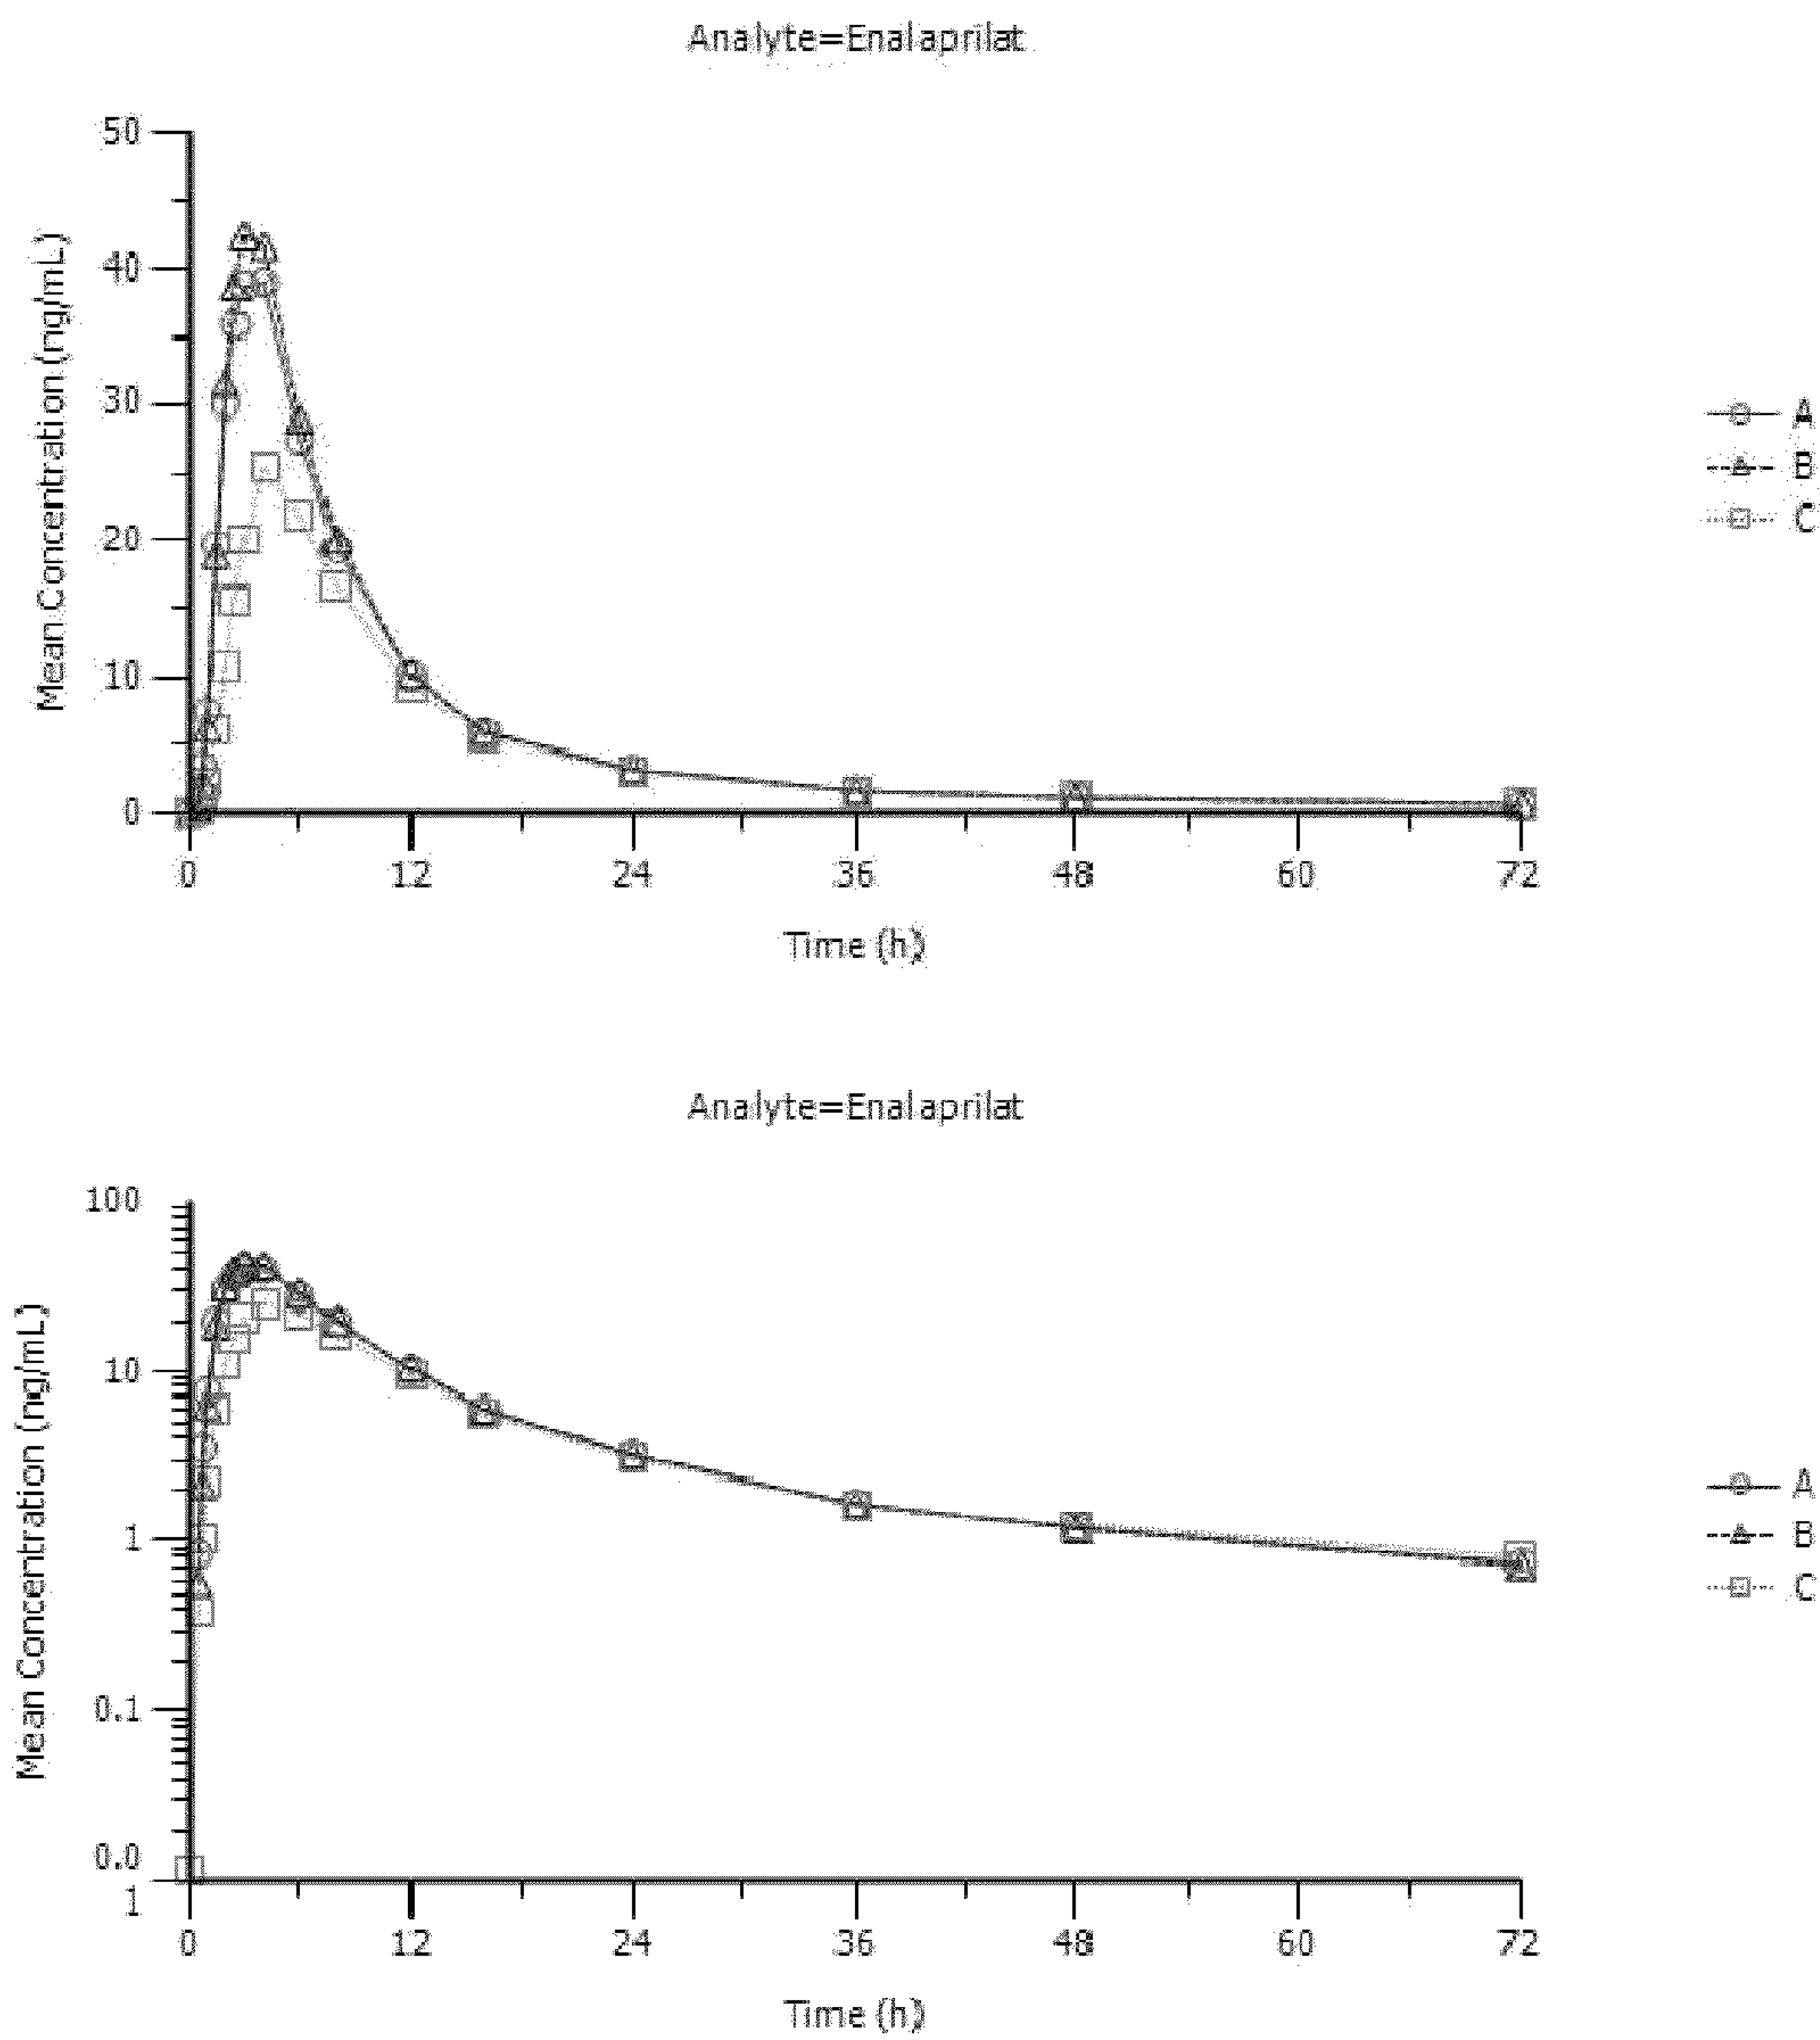 Analyte=Enalaprilat
50
40
30
20
10
0
Mean Concentration (ng/mL)
0 12 24 36 48 60 72
Time (h)
A
B
C
Analyte=Enalaprilat
100
10
1
0.1
0.0
1
Mean Concentration (ng/mL)
0 12 24 36 48 60 72
Time (h)
A
B
C